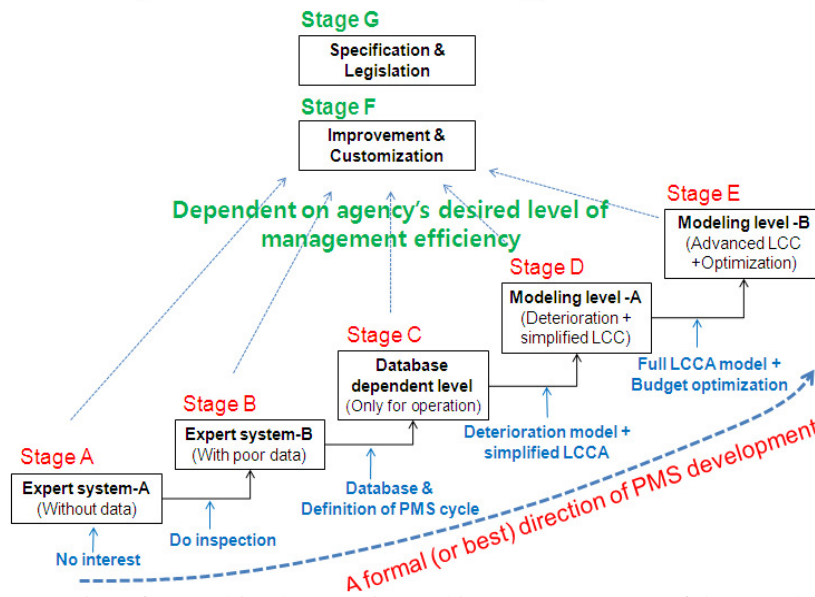 Stage G
Specification &
Legislation
Stage F
Improvement &
Customization
Dependent on agency's desired level of
management efficiency
Stage E
Modeling level -B
(Advanced LCC
+Optimization)
Stage D
Modeling level -A
(Deterioration +
simplified LCC)
Full LCCA model +
Budget optimization
Stage C
Database
dependent level
(Only for operation)
Deterioration model +
simplified LCCA
Stage B
Expert system-B
(With poor data)
Database &
Definition of PMS cycle
Stage A
Expert system-A
(Without data)
Do inspection
No interest
A formal (or best) direction of PMS development